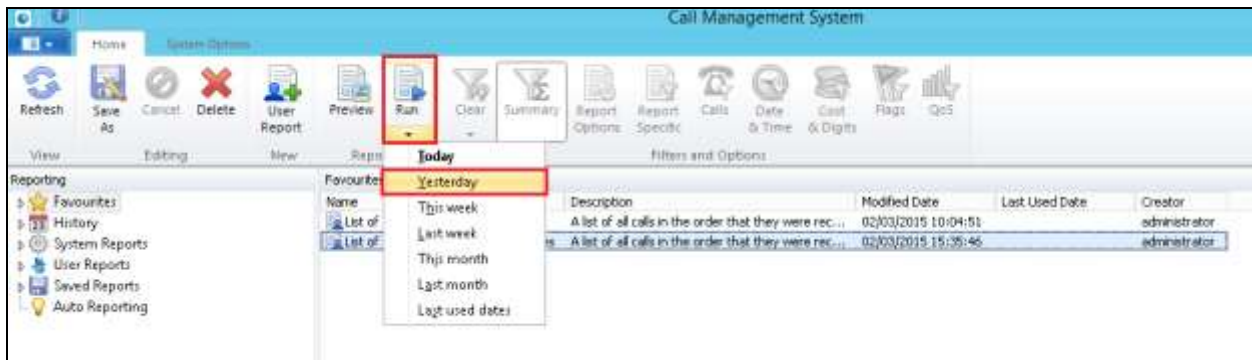 Call Management System
Home System Options
Refresh Save As Cancel Delete User Report Preview Run Clear Summary Report Options Report Specific Calls Date & Time Cost & Digits Flags QoS
View Editing New Filters and Options
Today
Yesterday
This week
Last week
This month
Last month
Last used dates
Reporting
Favourites
History
System Reports
User Reports
Saved Reports
Auto Reporting
Favourites
Name Description Modified Date Last Used Date Creator
List of A list of all calls in the order that they were rec... 02/03/2015 10:04:51 administrator
List of A list of all calls in the order that they were rec... 02/03/2015 15:35:46 administrator